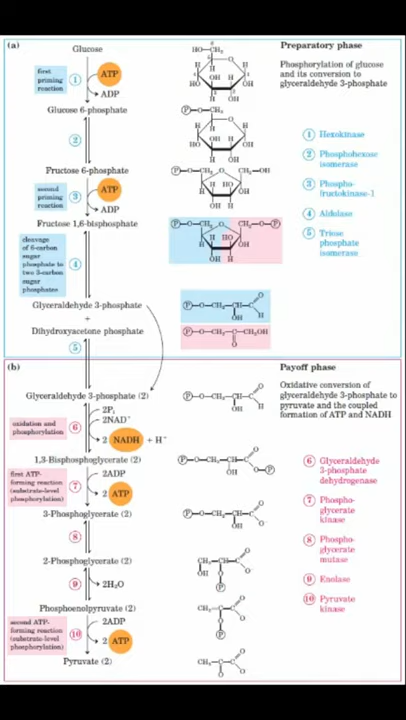 (a)
Glucose
first
priming
reaction
1
ATP
ADP
Glucose 6-phosphate
2
Fructose 6-phosphate
second
priming
reaction
3
ATP
ADP
Fructose 1,6-bisphosphate
cleavage
of 6-carbon
sugar
phosphate to
two 3-carbon
sugar
phosphates
4
Glyceraldehyde 3-phosphate
+
Dihydroxyacetone phosphate
5
Preparatory phase
Phosphorylation of glucose
and its conversion to
glyceraldehyde 3-phosphate
1 Hexokinase
2 Phosphohexose
isomerase
3 Phospho-
fructokinase-1
4 Aldolase
5 Triose
phosphate
isomerase
(b)
Glyceraldehyde 3-phosphate (2)
oxidation and
phosphorylation
6
2Pi
2NAD+
2 NADH + H+
1,3-Bisphosphoglycerate (2)
first ATP-
forming reaction
(substrate-level
phosphorylation)
7
2ADP
2 ATP
3-Phosphoglycerate (2)
8
2-Phosphoglycerate (2)
9
2H2O
Phosphoenolpyruvate (2)
second ATP-
forming reaction
(substrate-level
phosphorylation)
10
2ADP
2 ATP
Pyruvate (2)
Payoff phase
Oxidative conversion of
glyceraldehyde 3-phosphate to
pyruvate and the coupled
formation of ATP and NADH
6 Glyceraldehyde
3-phosphate
dehydrogenase
7 Phospho-
glycerate
kinase
8 Phospho-
glycerate
mutase
9 Enolase
10 Pyruvate
kinase